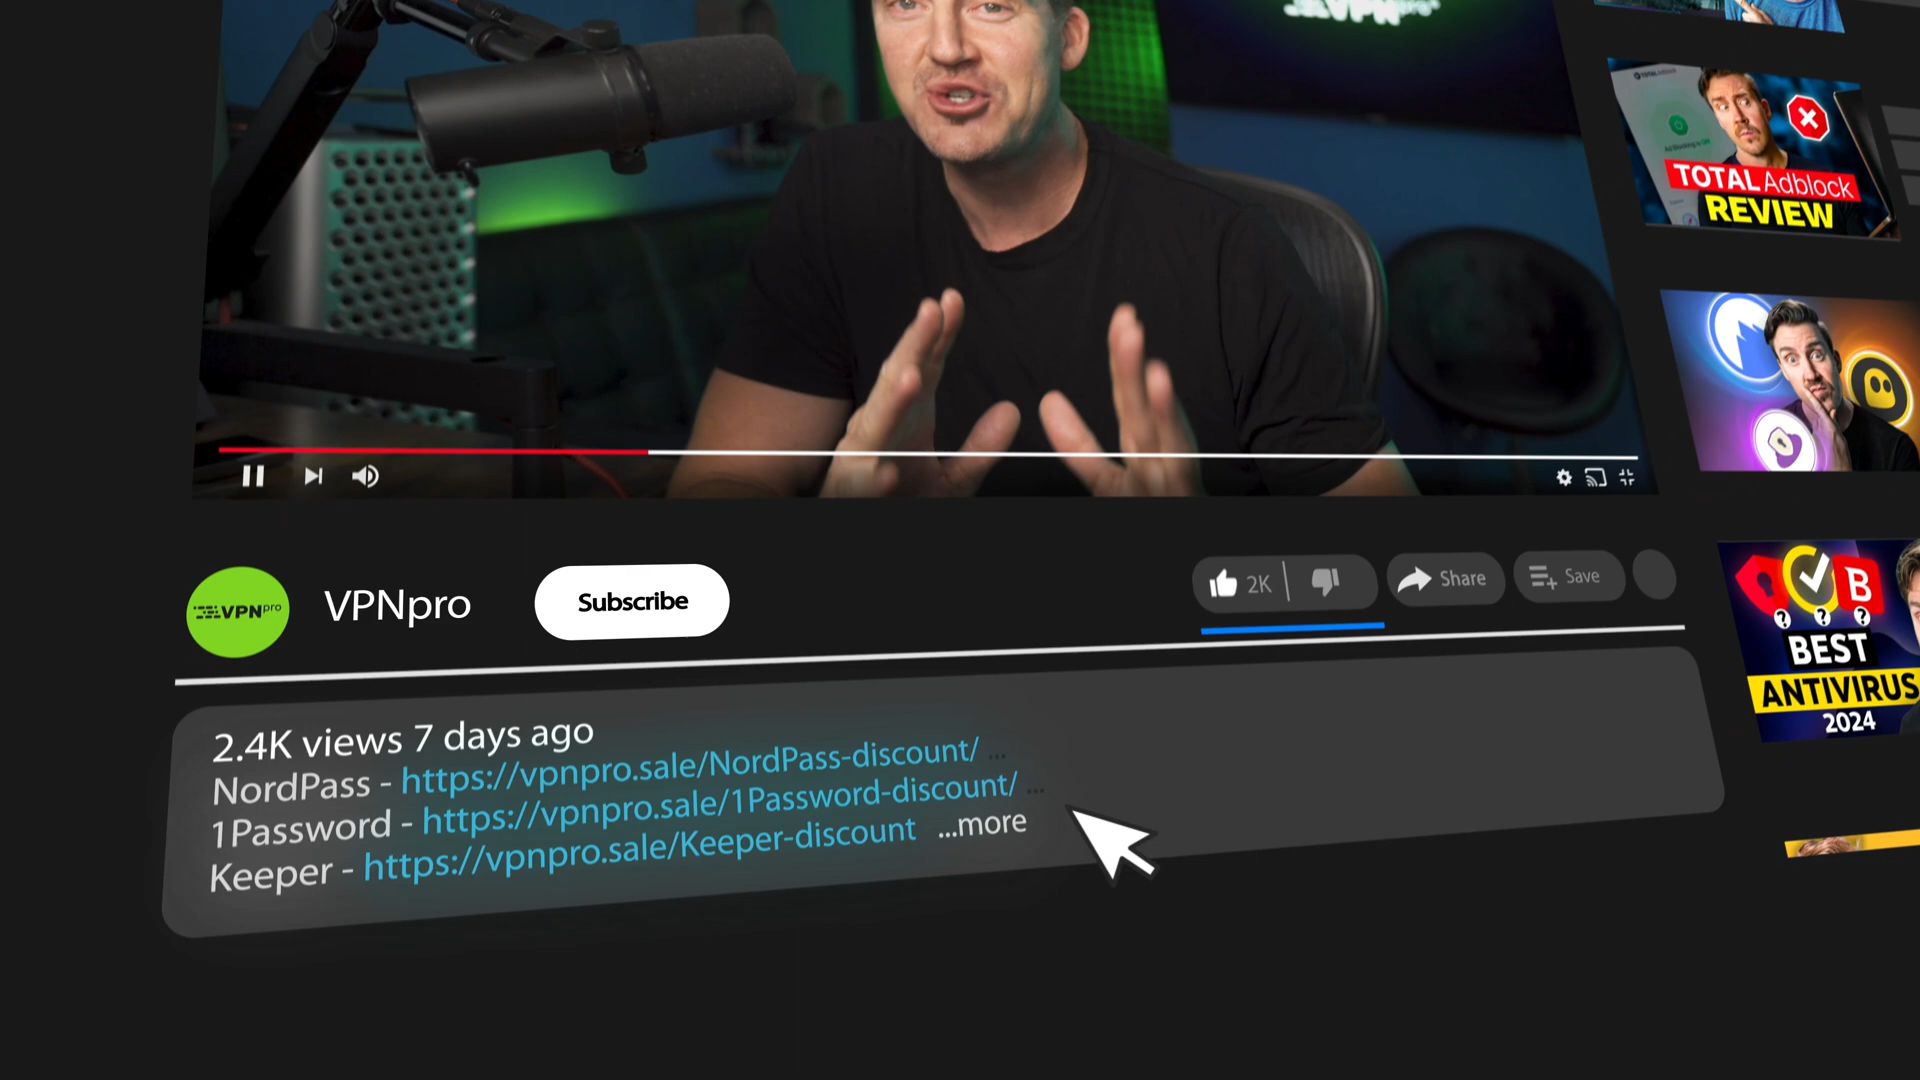 VPNpro
TOTAL Adblock
REVIEW
VPNpro
VPNpro
Subscribe
2K
Share
Save
2.4K views 7 days ago
NordPass - https://vpnpro.sale/NordPass-discount/ ...
1Password - https://vpnpro.sale/1Password-discount/ ...
Keeper - https://vpnpro.sale/Keeper-discount ...more
B
? ? ?
BEST
ANTIVIRUS
2024